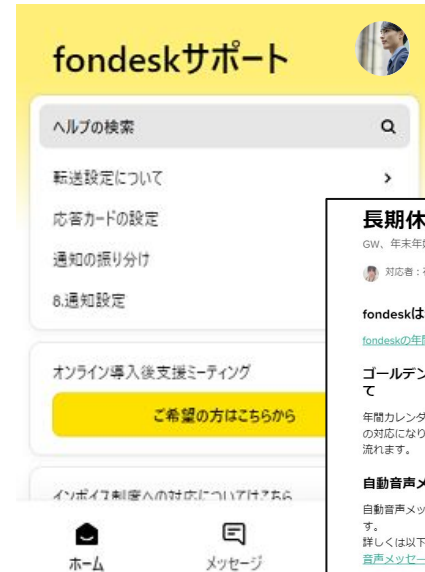 fondeskサポート
ヘルプの検索
転送設定について
応答カードの設定
通知の振り分け
8.通知設定
オンライン導入後支援ミーティング
ご希望の方はこちらから
インボイス制度への対応についてはこちら
ホーム
メッセージ
長期休
GW、年末年
対応者：
fondeskは
fondeskの年間
ゴールデン
て
年間カレンダ
の対応になり
流れます。
自動音声メ
自動音声メッ
す。
詳しくは以下
音声メッセー